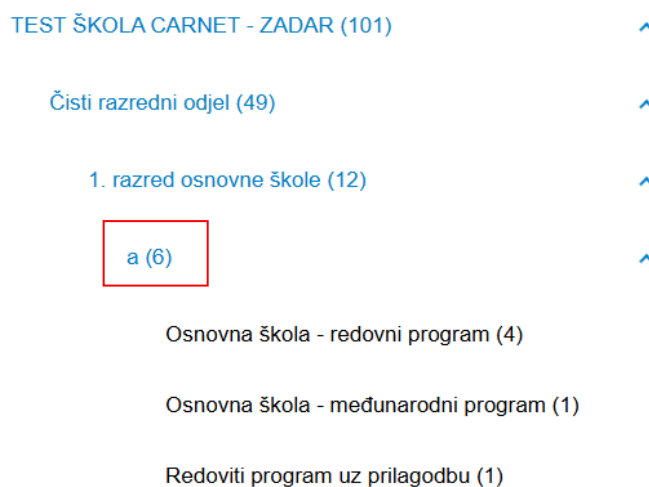 TEST ŠKOLA CARNET - ZADAR (101)
Čisti razredni odjel (49)
1. razred osnovne škole (12)
a (6)
Osnovna škola - redovni program (4)
Osnovna škola - međunarodni program (1)
Redoviti program uz prilagodbu (1)